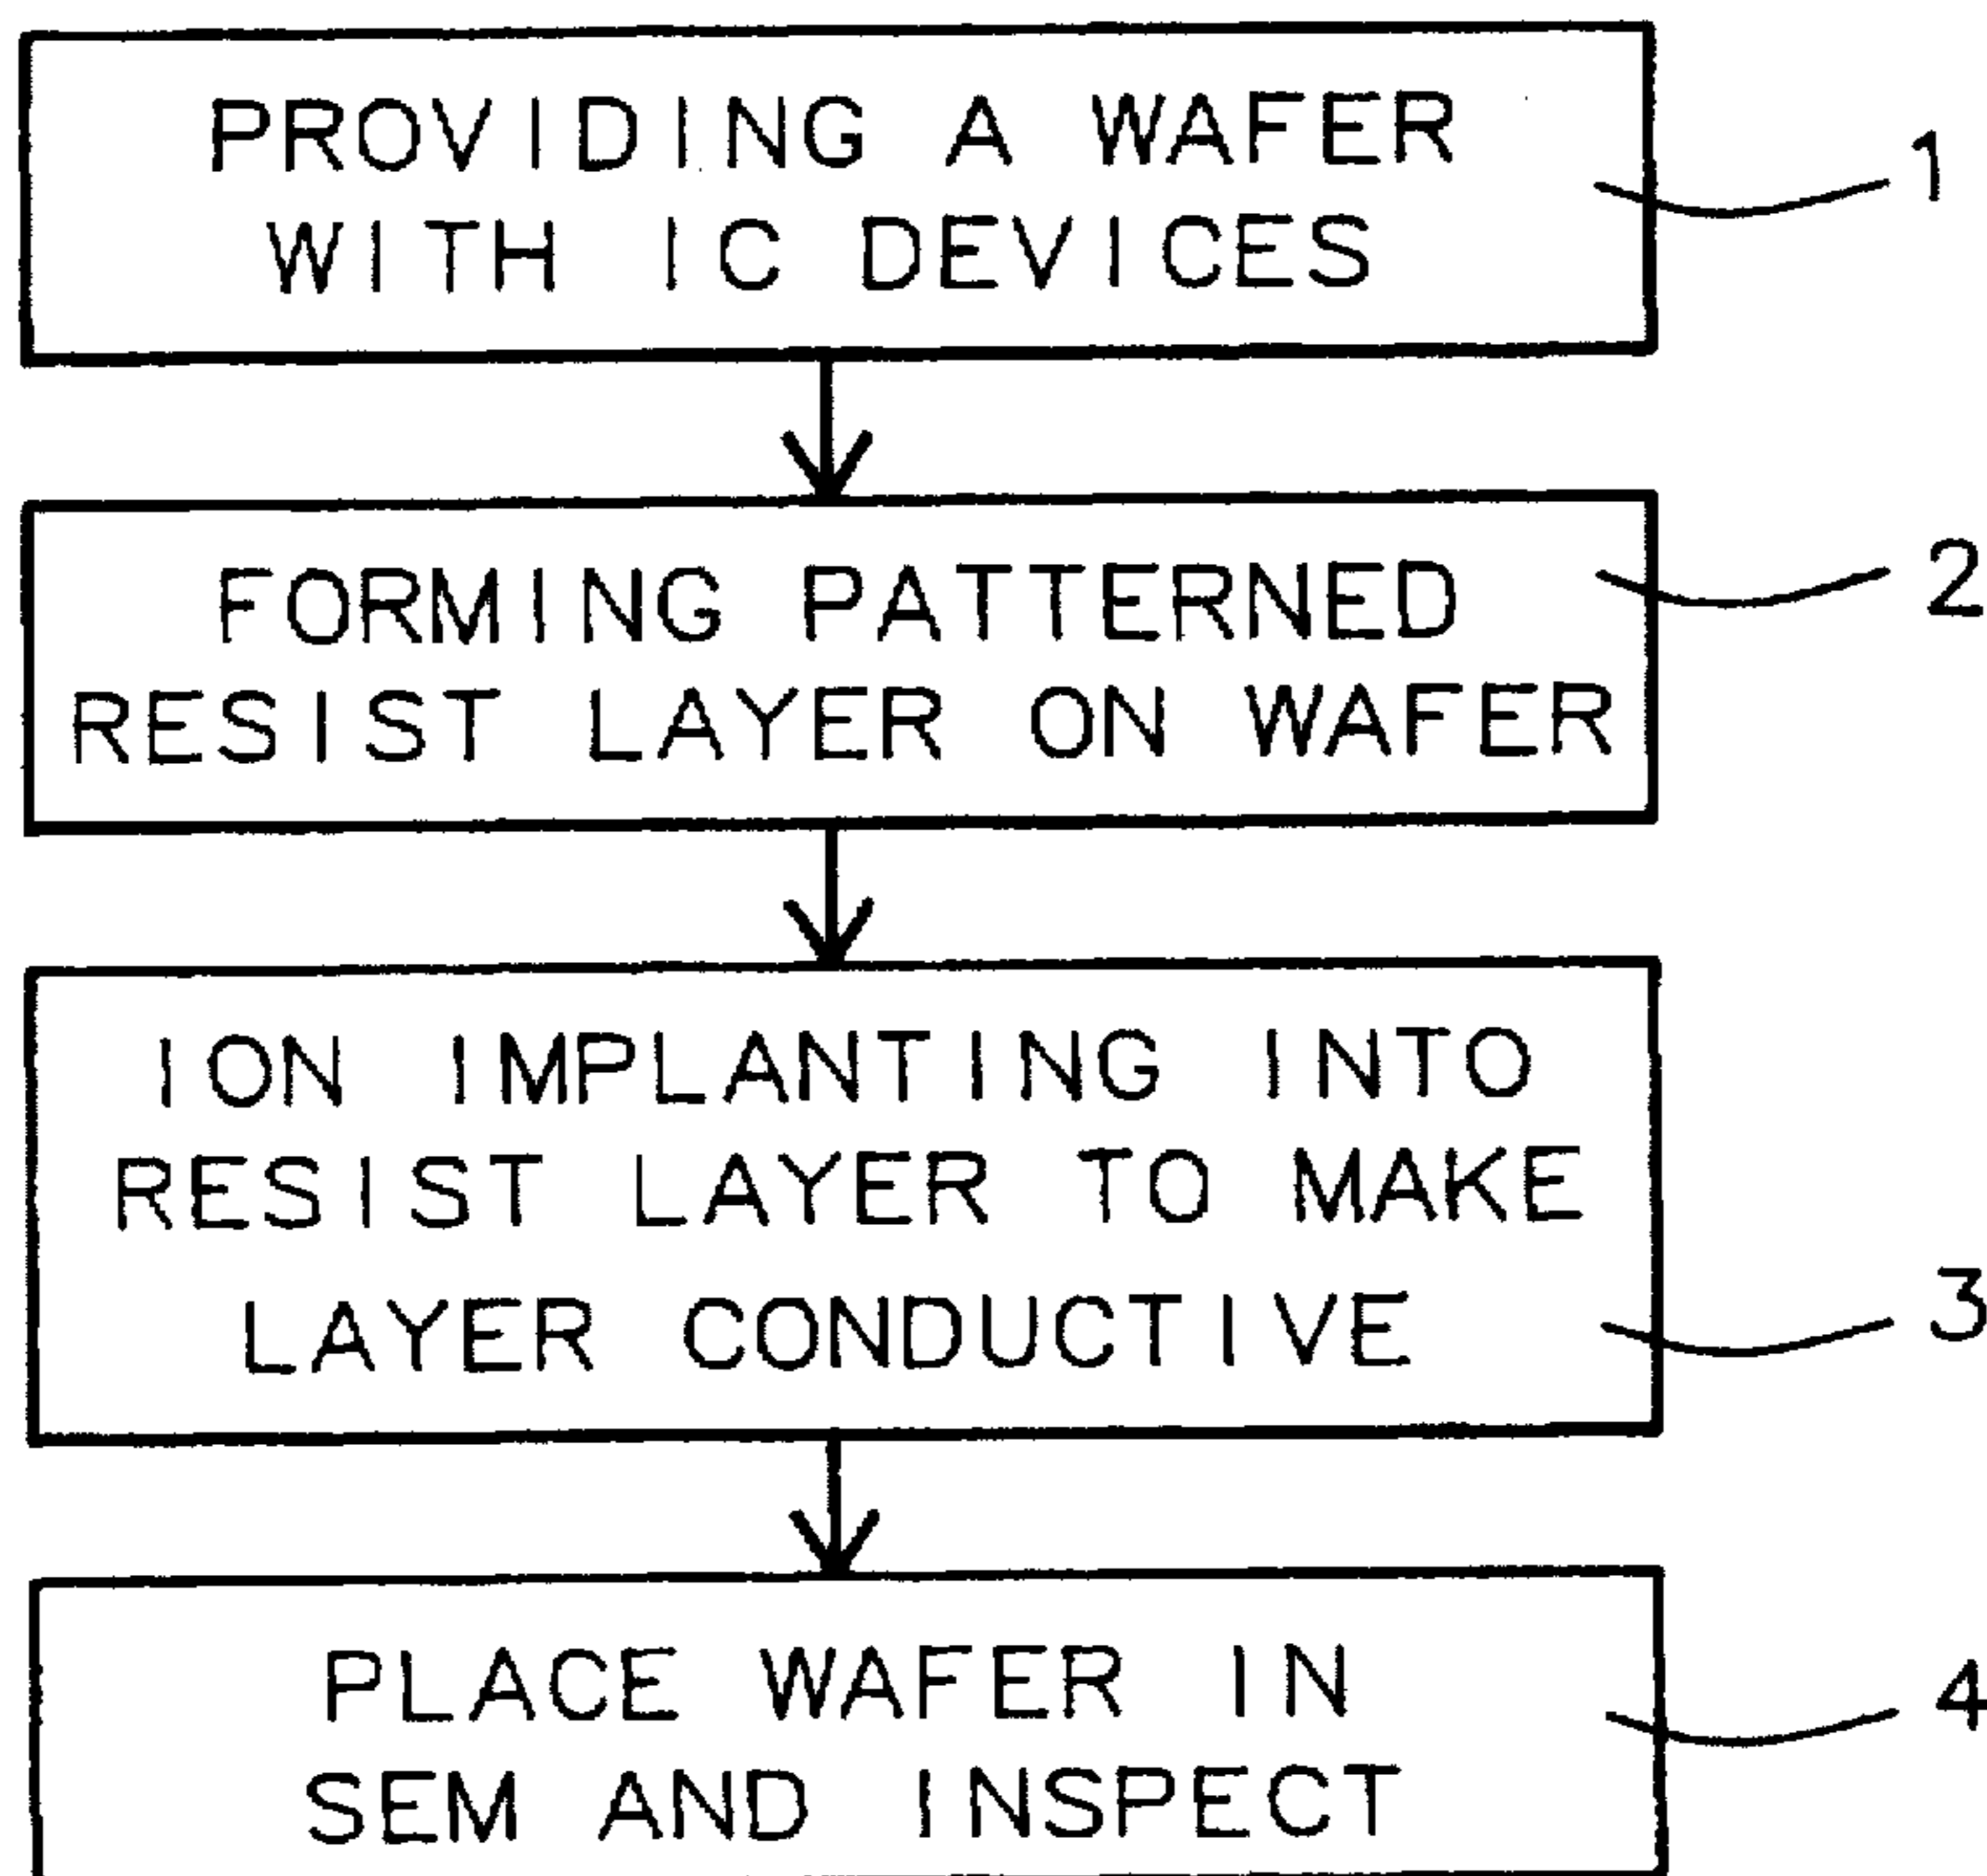 PROVIDING A WAFER
WITH IC DEVICES
1
FORMING PATTERNED
RESIST LAYER ON WAFER
2
ION IMPLANTING INTO
RESIST LAYER TO MAKE
LAYER CONDUCTIVE
3
PLACE WAFER IN
SEM AND INSPECT
4